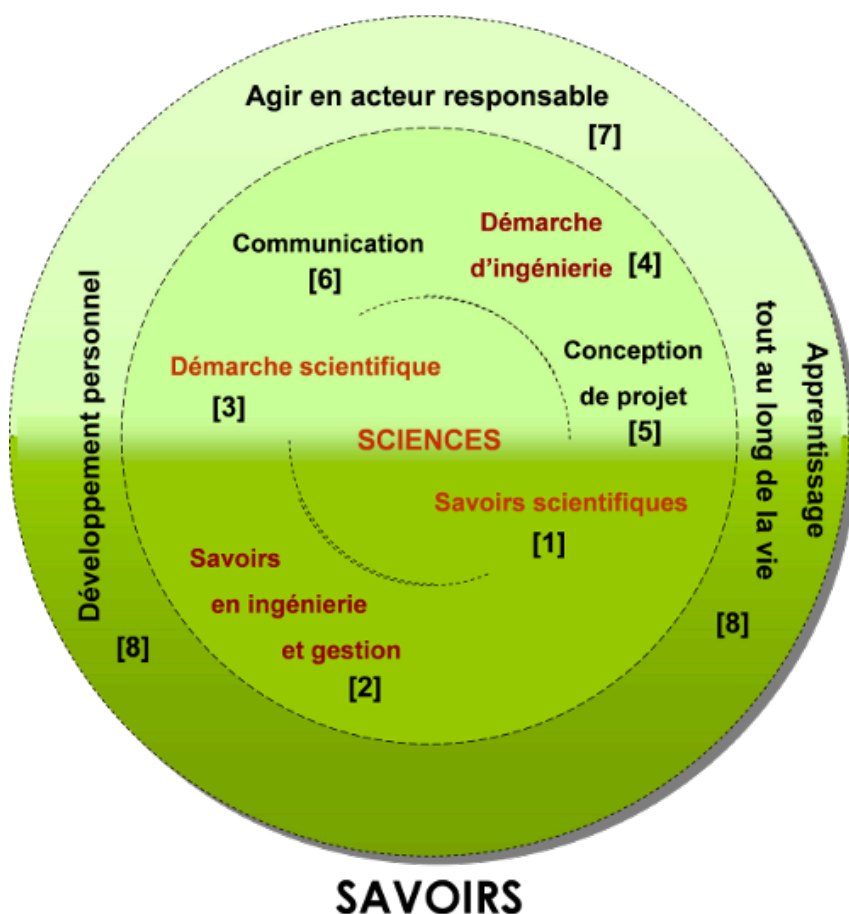 Agir en acteur responsable
[7]
Communication
[6]
Démarche
d'ingénierie [4]
Développement personnel
[8]
Démarche scientifique
[3]
Conception
de projet
[5]
Apprentissage
tout au long de la vie
[8]
SCIENCES
Savoirs scientifiques
[1]
Savoirs
en ingénierie
et gestion
[2]
SAVOIRS